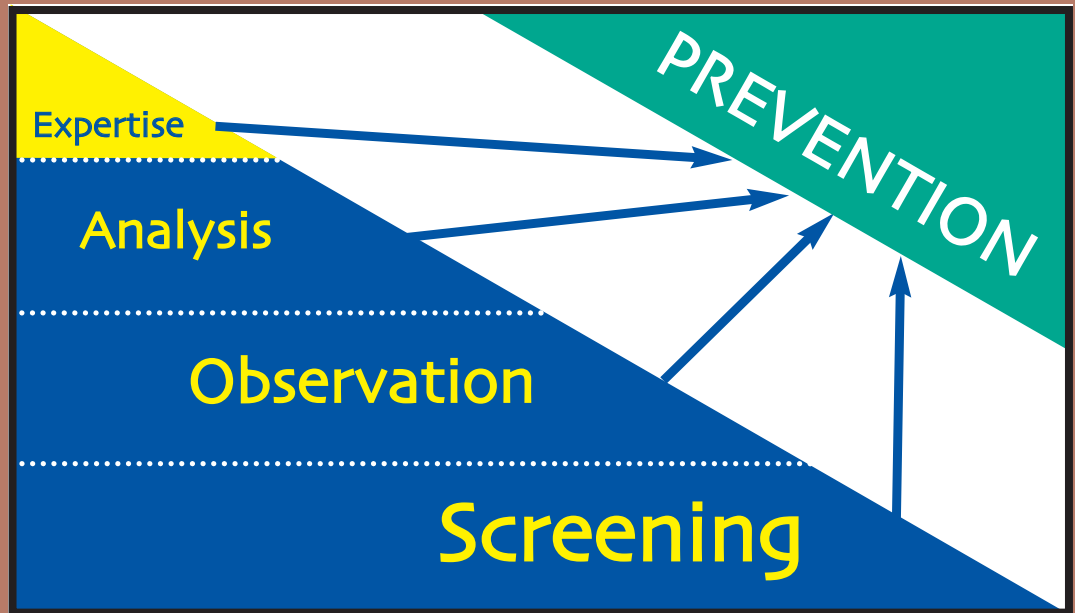 PREVENTION
Expertise
Analysis
Observation
Screening